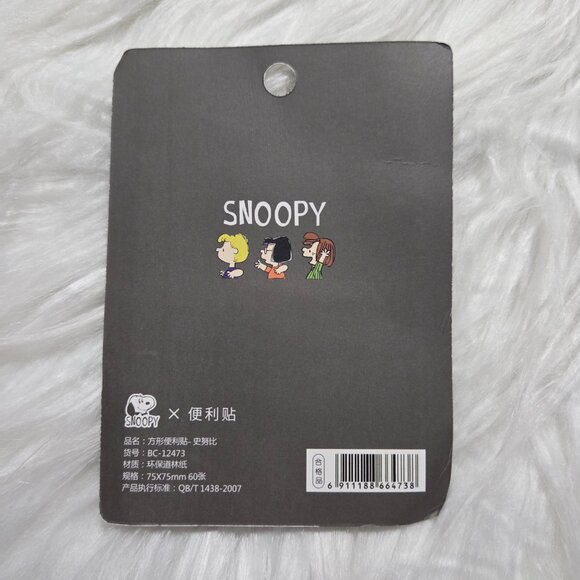 SNOOPY
SNOOPY × 便利贴
品名：方形便利贴- 史努比
货号：BC-12473
材质：环保道林纸
规格：75X75mm 60张
产品执行标准：QB/T 1438-2007
合格品
6 911188 664738